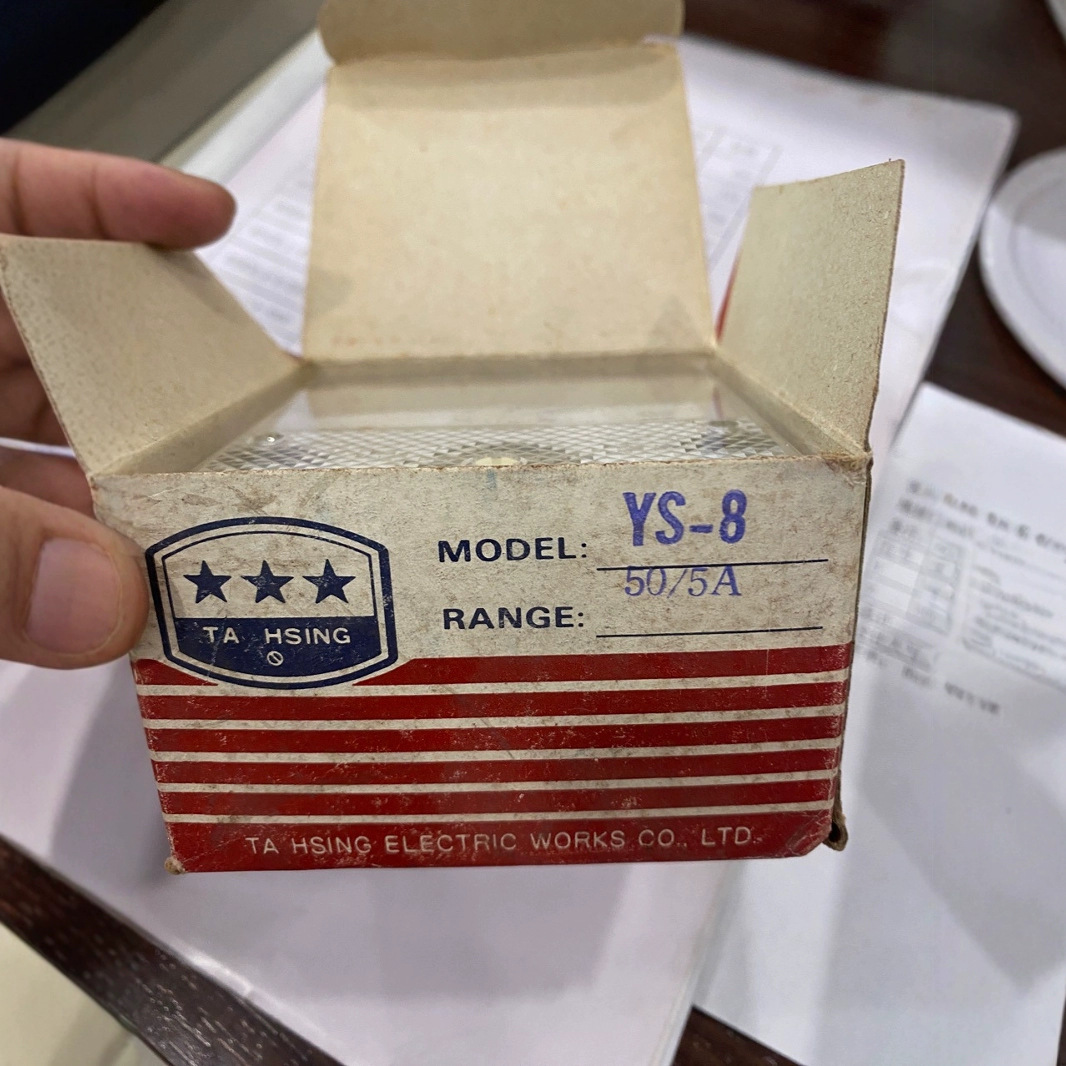 MODEL: YS-8
RANGE: 50/5A
TA HSING
TA HSING ELECTRIC WORKS CO., LTD.